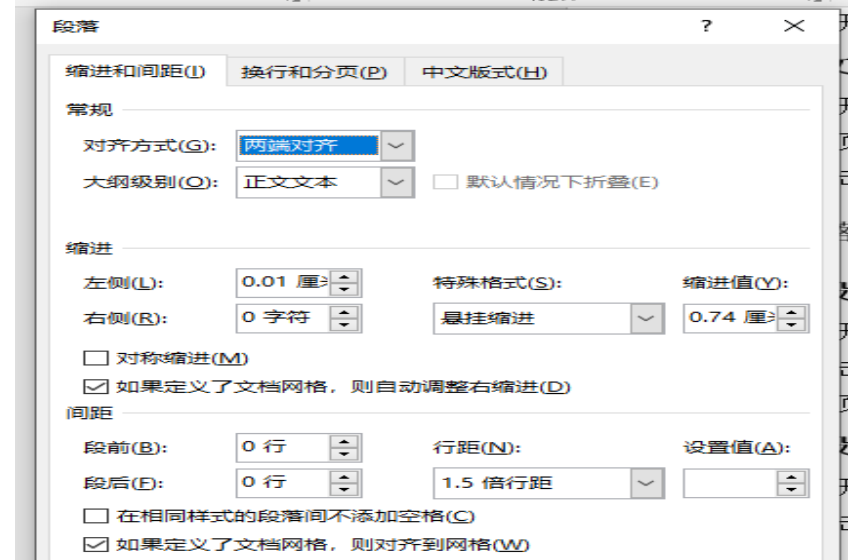 段落 ?
缩进和间距(I) 换行和分页(P) 中文版式(H)
常规
对齐方式(G): 两端对齐
大纲级别(O): 正文文本 默认情况下折叠(E)
缩进
左侧(L): 0.01 厘 特殊格式(S): 缩进值(Y):
右侧(R): 0 字符 悬挂缩进 0.74 厘
对称缩进(M)
如果定义了文档网格，则自动调整右缩进(D)
间距
段前(B): 0 行 行距(N): 设置值(A):
段后(F): 0 行 1.5 倍行距
在相同样式的段落间不添加空格(C)
如果定义了文档网格，则对齐到网格(W)